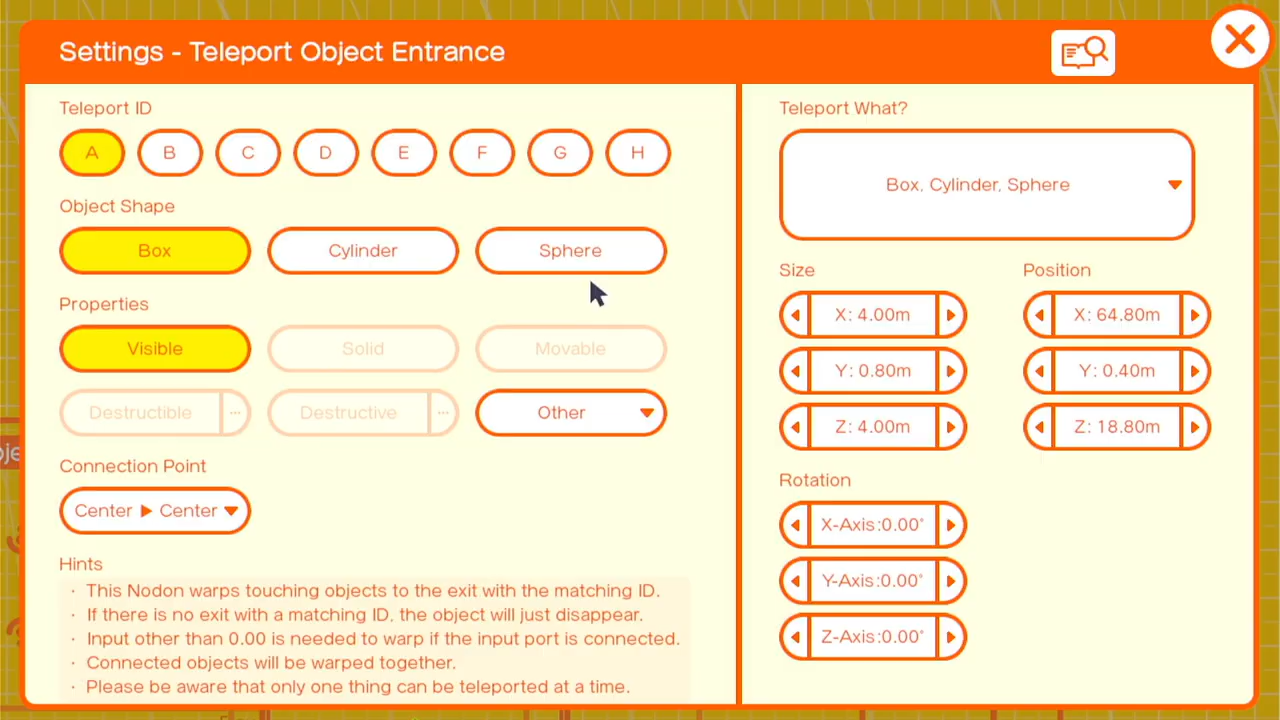 Settings - Teleport Object Entrance
Teleport ID
A B C D E F G H
Object Shape
Box Cylinder Sphere
Properties
Visible Solid Movable
Destructible ... Destructive ... Other
Connection Point
Center ▶ Center
Hints
· This Nodon warps touching objects to the exit with the matching ID.
· If there is no exit with a matching ID, the object will just disappear.
· Input other than 0.00 is needed to warp if the input port is connected.
· Connected objects will be warped together.
· Please be aware that only one thing can be teleported at a time.
Teleport What?
Box, Cylinder, Sphere
Size
X: 4.00m
Y: 0.80m
Z: 4.00m
Position
X: 64.80m
Y: 0.40m
Z: 18.80m
Rotation
X-Axis:0.00°
Y-Axis:0.00°
Z-Axis:0.00°